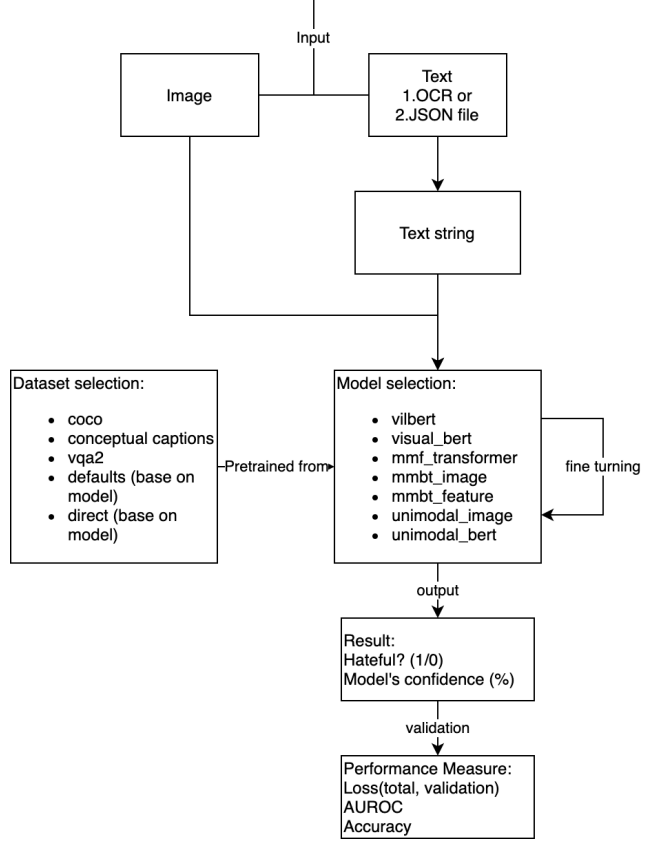 Input
Image
Text
1.OCR or
2.JSON file
Text string
Dataset selection:
• coco
• conceptual captions
• vqa2
• defaults (base on
model)
• direct (base on
model)
Pretrained from
Model selection:
• vilbert
• visual_bert
• mmf_transformer
• mmbt_image
• mmbt_feature
• unimodal_image
• unimodal_bert
fine turning
output
Result:
Hateful? (1/0)
Model's confidence (%)
validation
Performance Measure:
Loss(total, validation)
AUROC
Accuracy